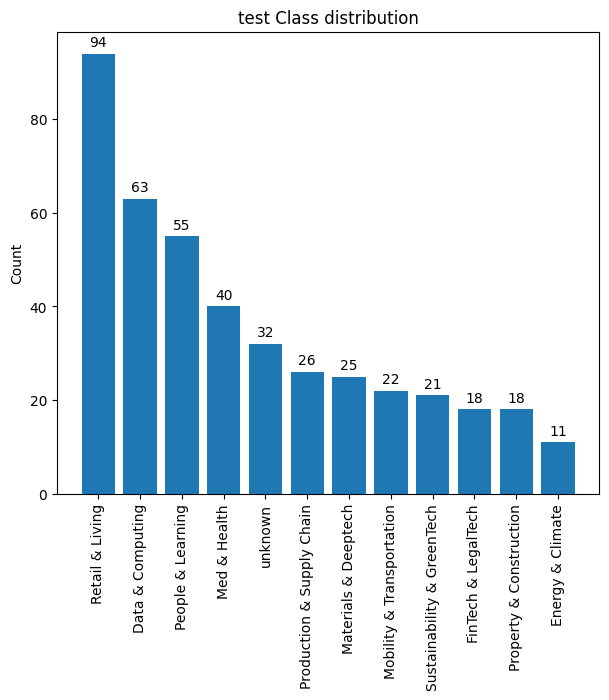 test Class distribution
94
63
55
40
32
26
25
22
21
18
18
11
Count
80
60
40
20
0
Retail & Living
Data & Computing
People & Learning
Med & Health
unknown
Production & Supply Chain
Materials & Deeptech
Mobility & Transportation
Sustainability & GreenTech
FinTech & LegalTech
Property & Construction
Energy & Climate